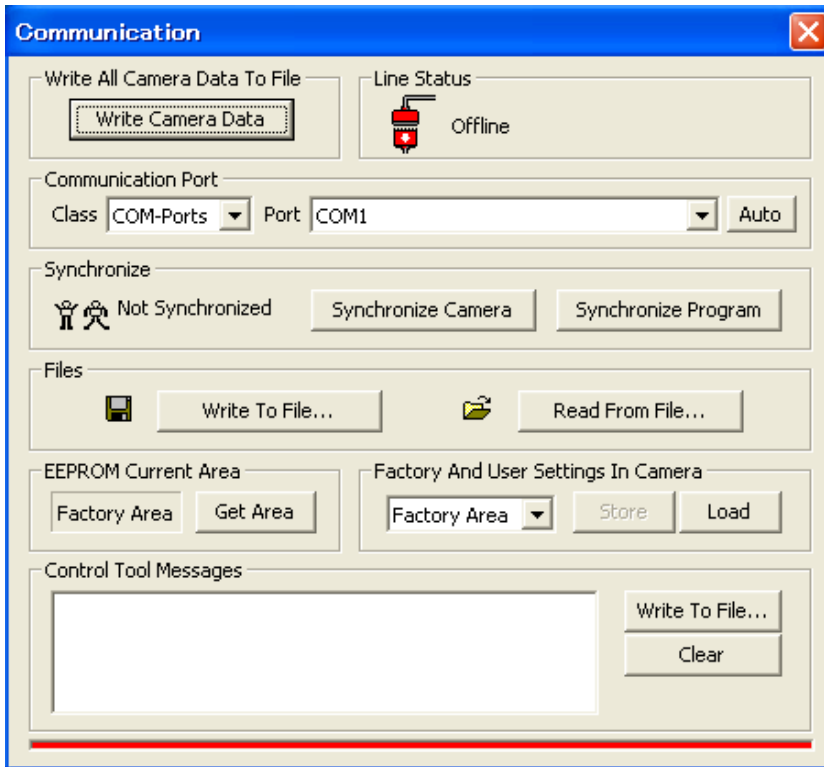 Communication
Write All Camera Data To File
Write Camera Data
Line Status
Offline
Communication Port
Class COM-Ports Port COM1 Auto
Synchronize
Not Synchronized Synchronize Camera Synchronize Program
Files
Write To File... Read From File...
EEPROM Current Area
Factory Area Get Area
Factory And User Settings In Camera
Factory Area Store Load
Control Tool Messages
Write To File...
Clear